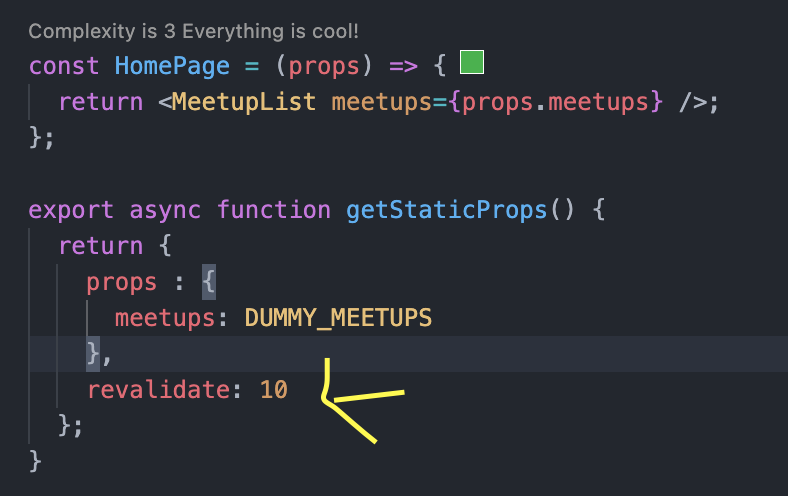 Complexity is 3 Everything is cool!
const HomePage = (props) => {
return <MeetupList meetups={props.meetups} />;
};
export async function getStaticProps() {
return {
props : {
meetups: DUMMY_MEETUPS
},
revalidate: 10
};
}